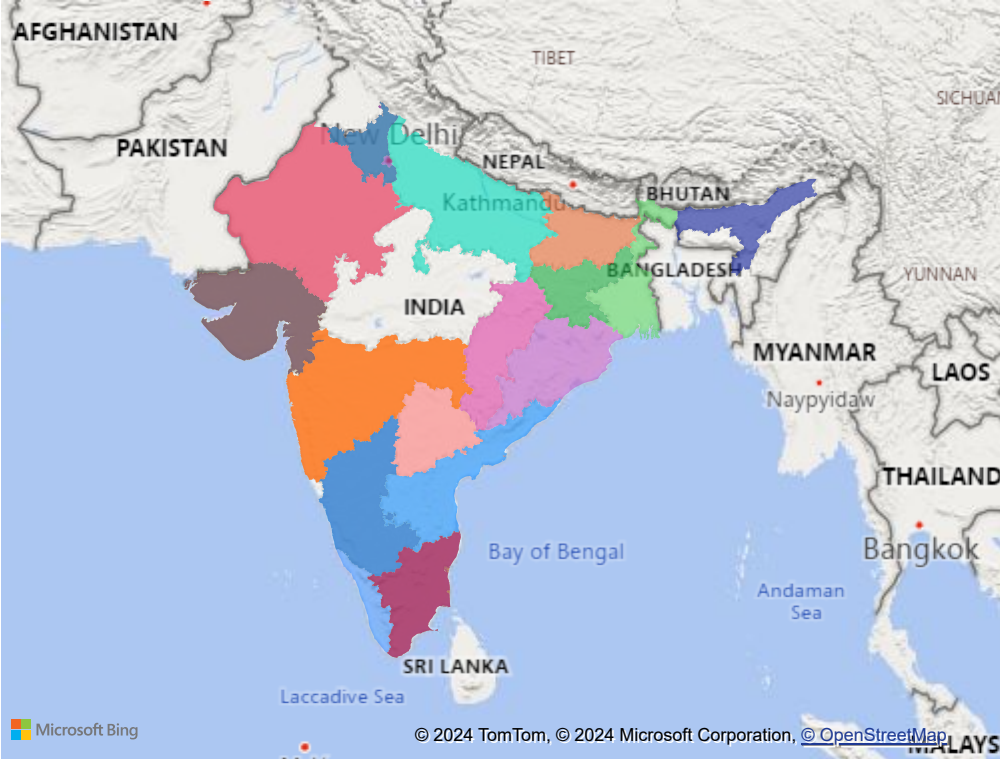 AFGHANISTAN
TIBET
SICHUAN
New Delhi
PAKISTAN
NEPAL
BHUTAN
Kathmandu
BANGLADESH
YUNNAN
INDIA
MYANMAR
LAOS
Naypyidaw
THAILAND
Bay of Bengal
Bangkok
Andaman
Sea
SRI LANKA
Laccadive Sea
Microsoft Bing
© 2024 TomTom, © 2024 Microsoft Corporation, © OpenStreetMap
MALAYS